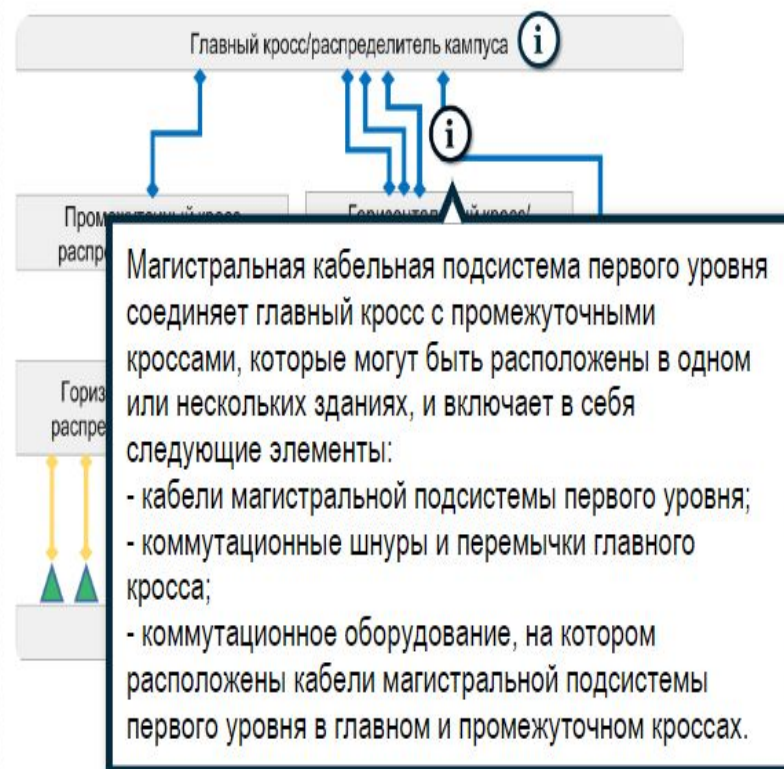 Главный кросс/распределитель кампуса
i
i
Магистральная кабельная подсистема первого уровня
соединяет главный кросс с промежуточными
кроссами, которые могут быть расположены в одном
или нескольких зданиях, и включает в себя
следующие элементы:
- кабели магистральной подсистемы первого уровня;
- коммутационные шнуры и перемычки главного
кросса;
- коммутационное оборудование, на котором
расположены кабели магистральной подсистемы
первого уровня в главном и промежуточном кроссах.